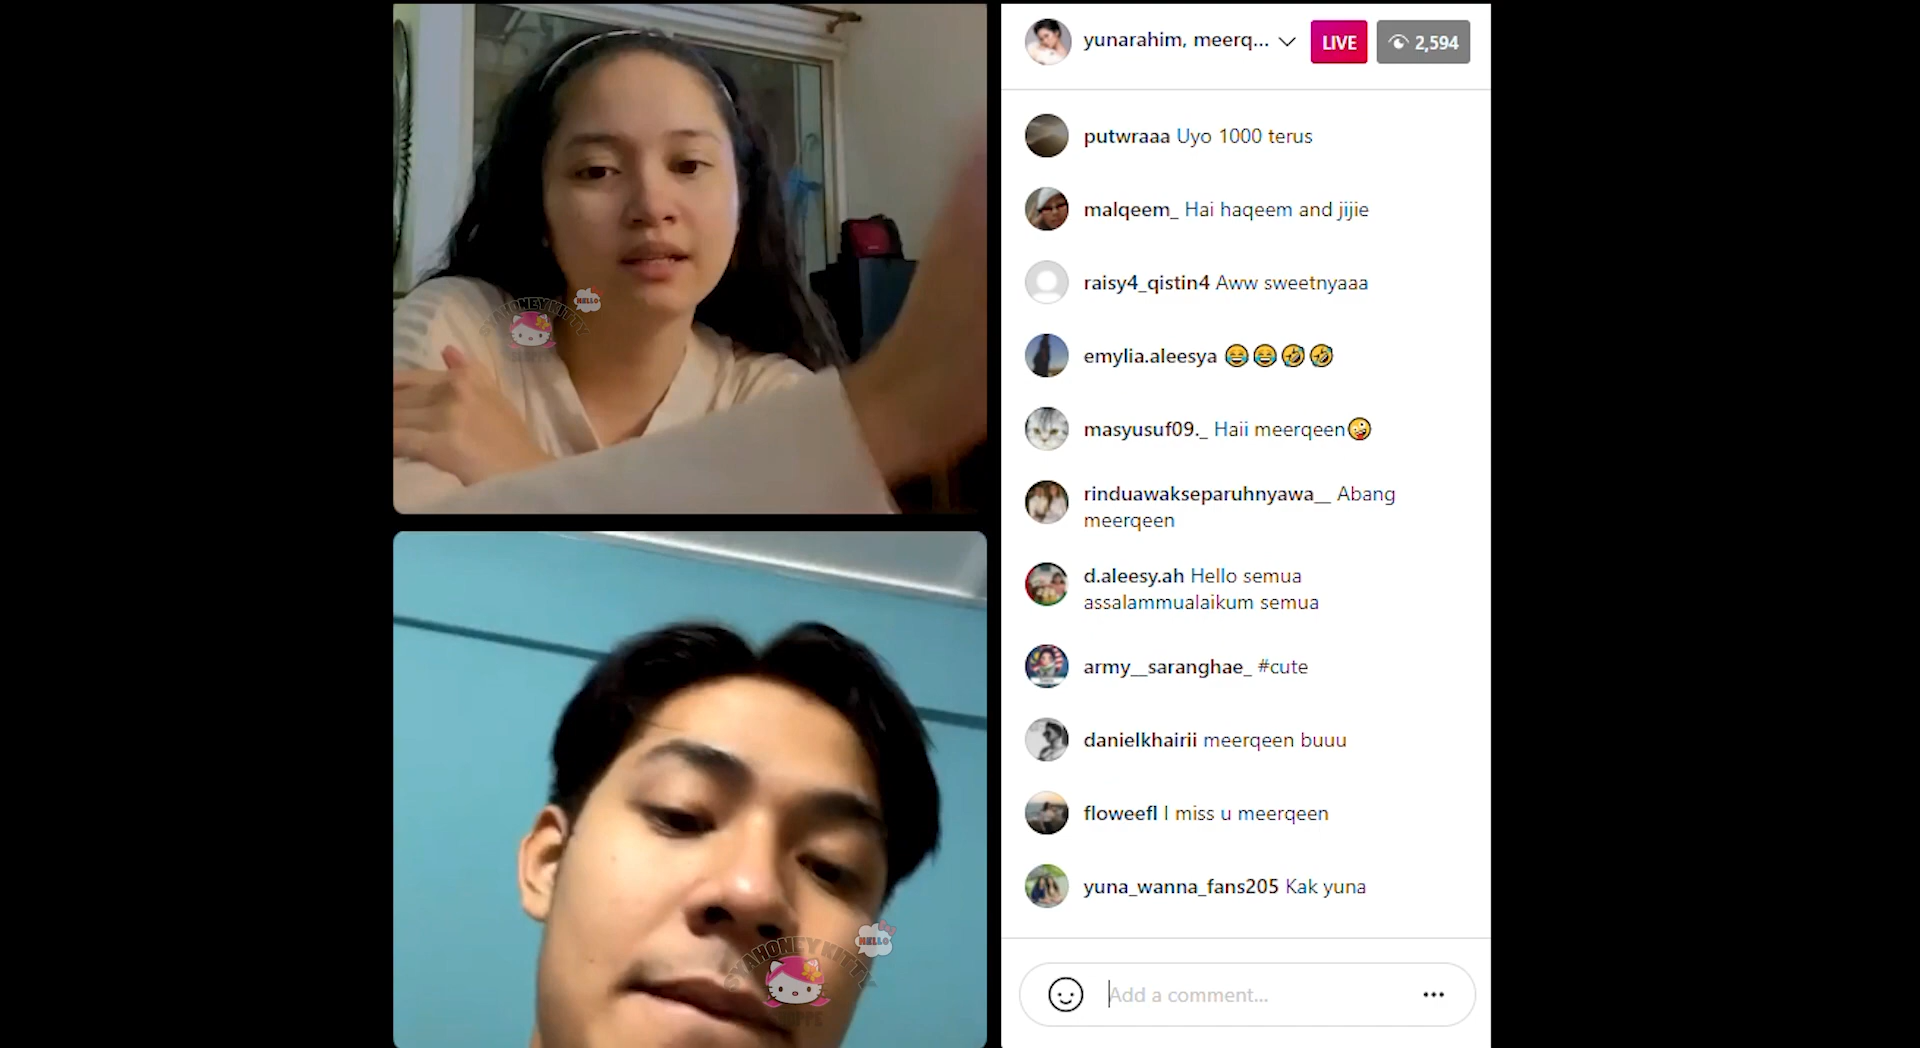 yunarahim, meerq...
LIVE
2,594
putwraaa Uyo 1000 terus
malqeem_ Hai haqeem and jijie
raisy4_qistin4 Aww sweetnyaaa
emylia.aleesya 😂😂🤣🤣
masyusuf09._ Haii meerqeen🤪
rinduawakseparuhnyawa__ Abang
meerqeen
d.aleesy.ah Hello semua
assalammualaikum semua
army__saranghae_ #cute
danielkhairii meerqeen buuu
floweefl I miss u meerqeen
yuna_wanna_fans205 Kak yuna
Add a comment...
HELLO
HELLO